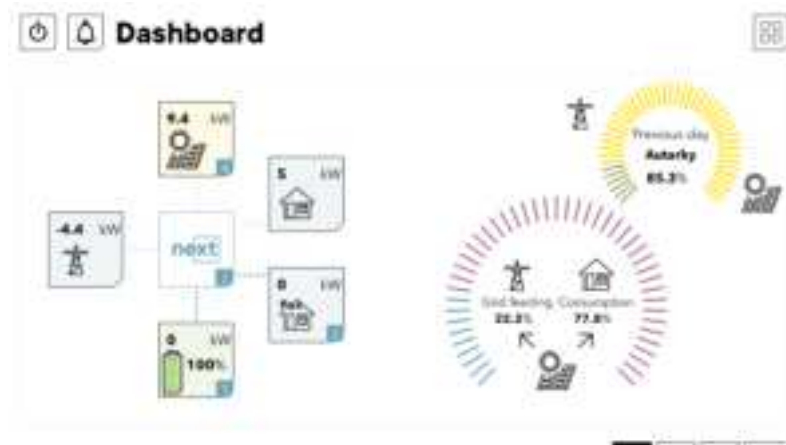 Dashboard
9.4 kW
5 kW
-4.4 kW
next
0 kW
0 kW
100%
Previous day
Autarky
85.3%
Grid feeding Consumption
22.2% 77.8%